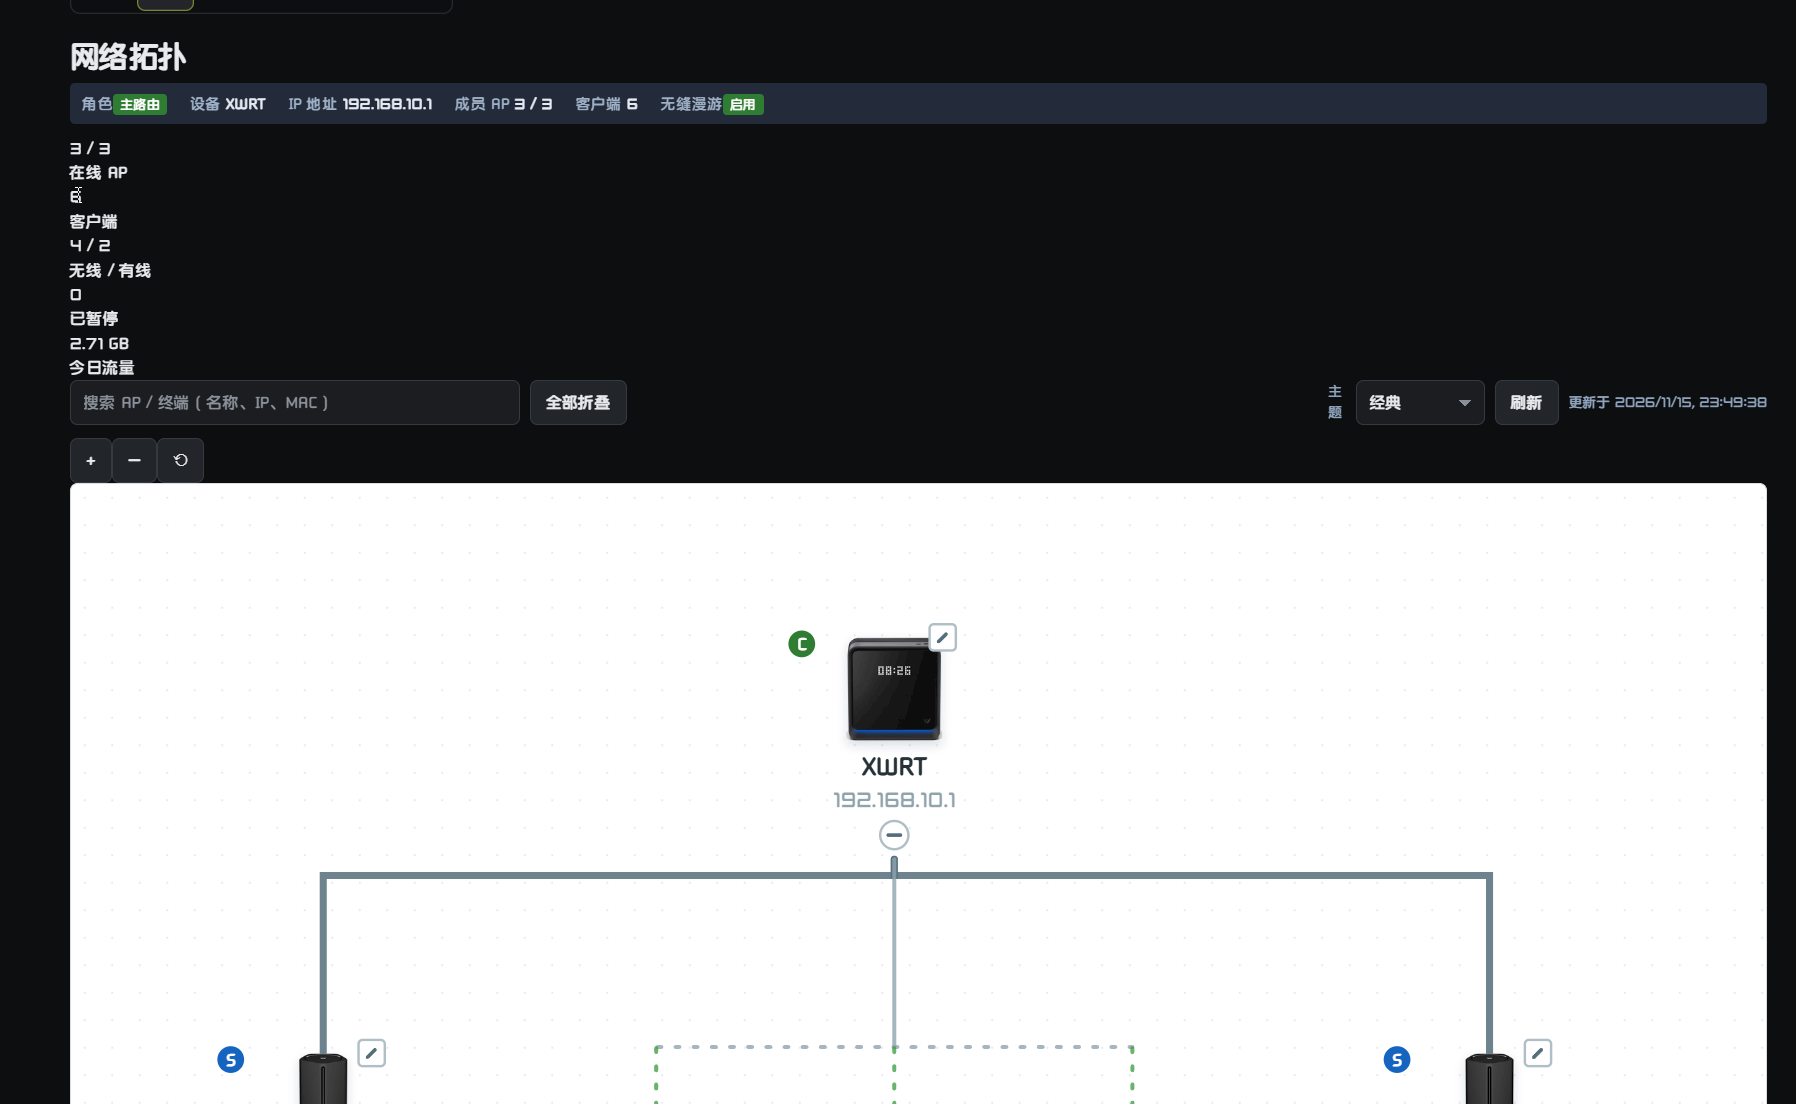 网络拓扑
角色 主路由 设备 XWRT IP 地址 192.168.10.1 成员 AP 3 / 3 客户端 6 无缝漫游 启用
3 / 3
在线 AP
6
客户端
4 / 2
无线 / 有线
0
已暂停
2.71 GB
今日流量
搜索 AP / 终端 ( 名称、IP、MAC ) 全部折叠 主题 经典 刷新 更新于 2026/11/15, 23:49:38
+ −
C
08:26
XWRT
192.168.10.1
S S